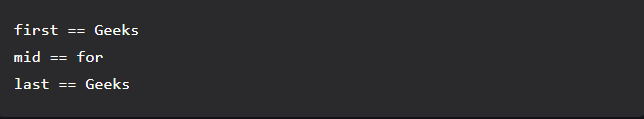 first == Geeks
mid == for
last == Geeks